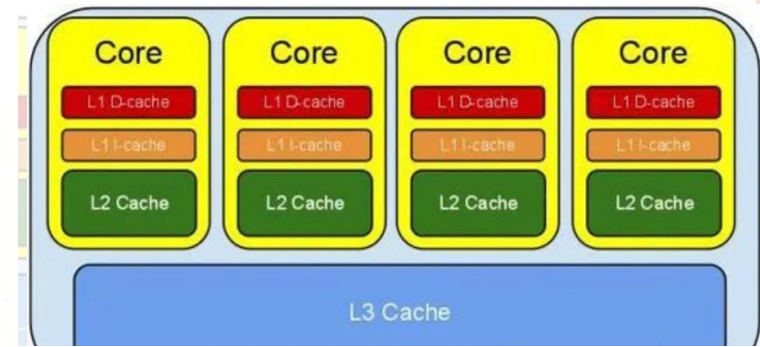 Core Core Core Core
L1 D-cache L1 D-cache L1 D-cache L1 D-cache
L1 I-cache L1 I-cache L1 I-cache L1 I-cache
L2 Cache L2 Cache L2 Cache L2 Cache
L3 Cache